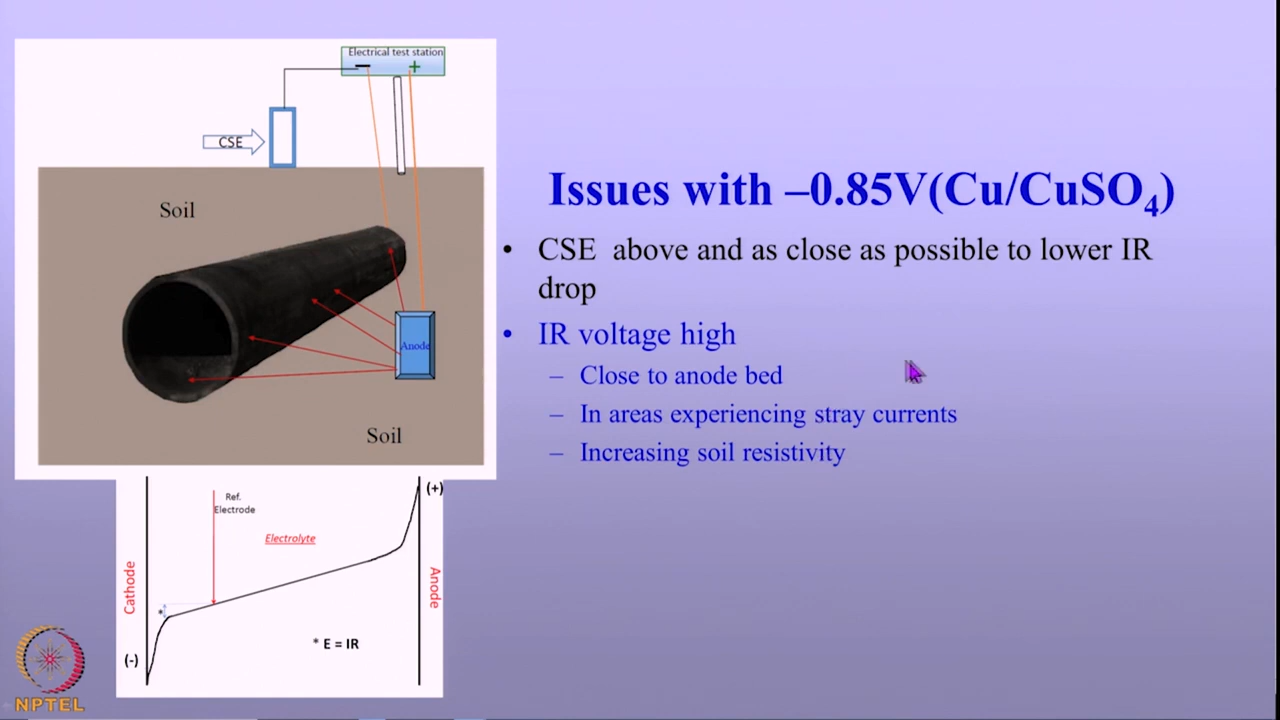 Electrical test station
– +
CSE
Soil
Anode
Soil
Issues with –0.85V(Cu/CuSO₄)
• CSE above and as close as possible to lower IR
drop
• IR voltage high
– Close to anode bed
– In areas experiencing stray currents
– Increasing soil resistivity
(+)
Ref.
Electrode
Electrolyte
Cathode
Anode
*
* E = IR
(-)
NPTEL